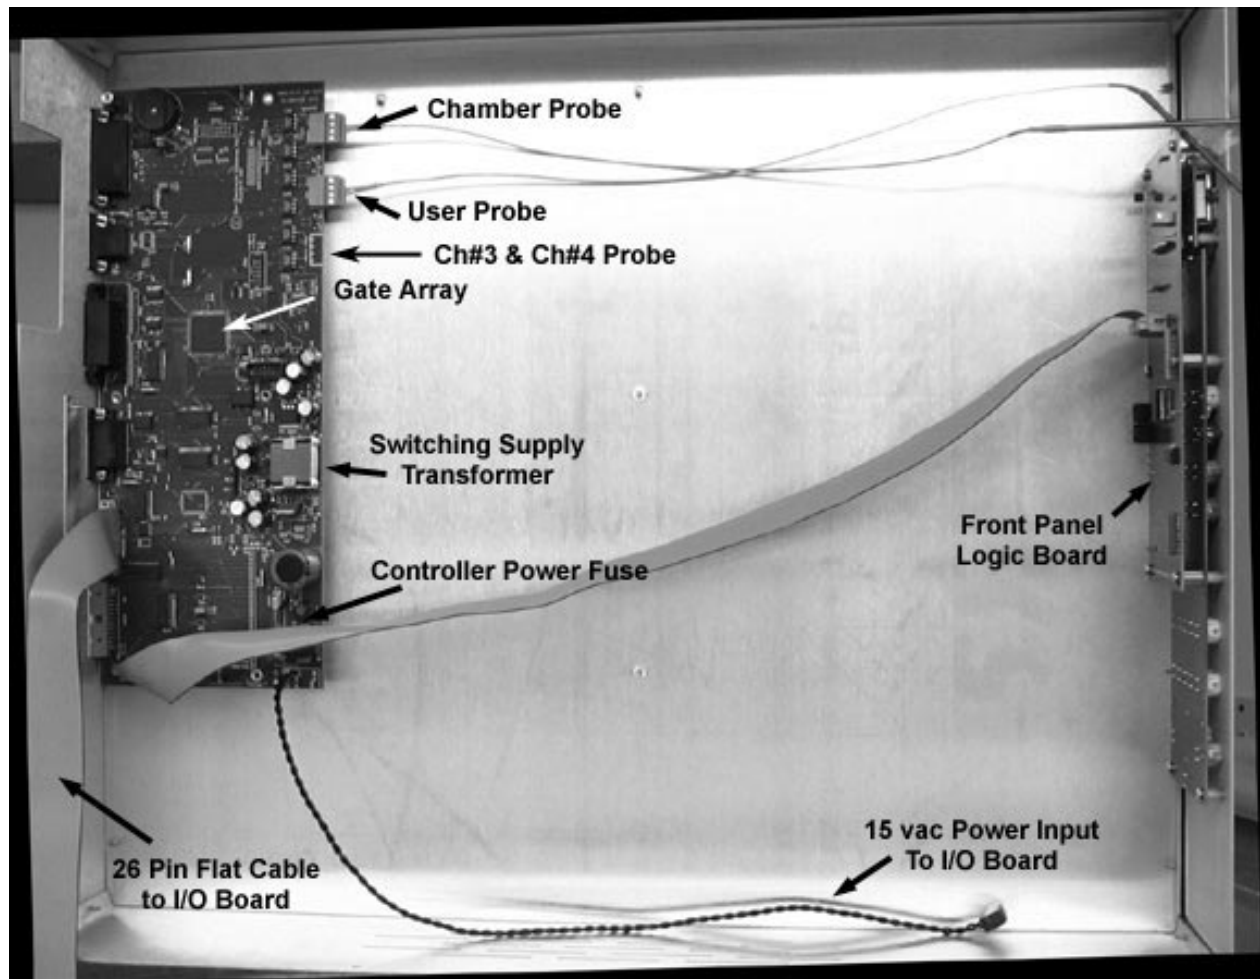 Chamber Probe
User Probe
Ch#3 & Ch#4 Probe
Gate Array
Switching Supply
Transformer
Front Panel
Logic Board
Controller Power Fuse
15 vac Power Input
To I/O Board
26 Pin Flat Cable
to I/O Board